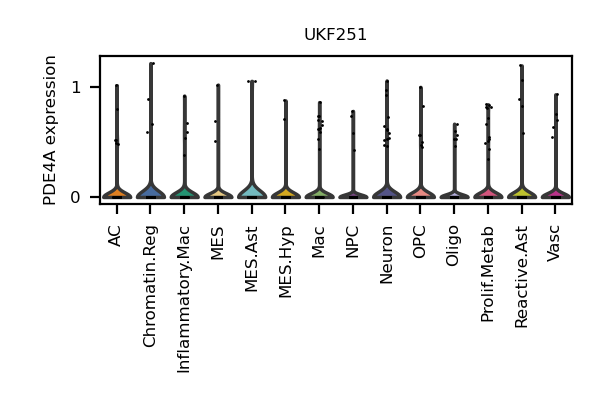 UKF251
PDE4A expression
1
0
AC
Chromatin.Reg
Inflammatory.Mac
MES
MES.Ast
MES.Hyp
Mac
NPC
Neuron
OPC
Oligo
Prolif.Metab
Reactive.Ast
Vasc